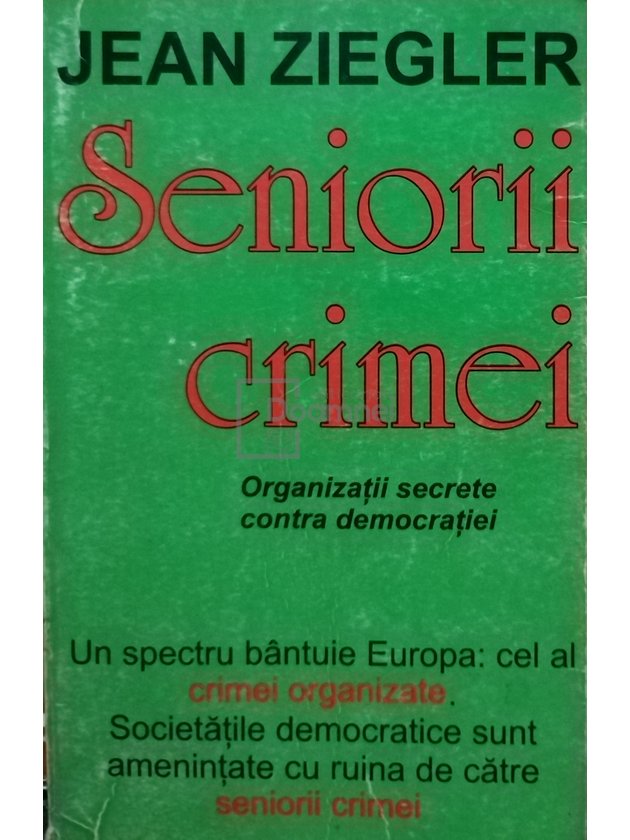 JEAN ZIEGLER
Seniorii
crimei
Organizații secrete
contra democrației
Un spectru bântuie Europa: cel al
crimei organizate.
Societățile democratice sunt
amenințate cu ruina de către
seniorii crimei